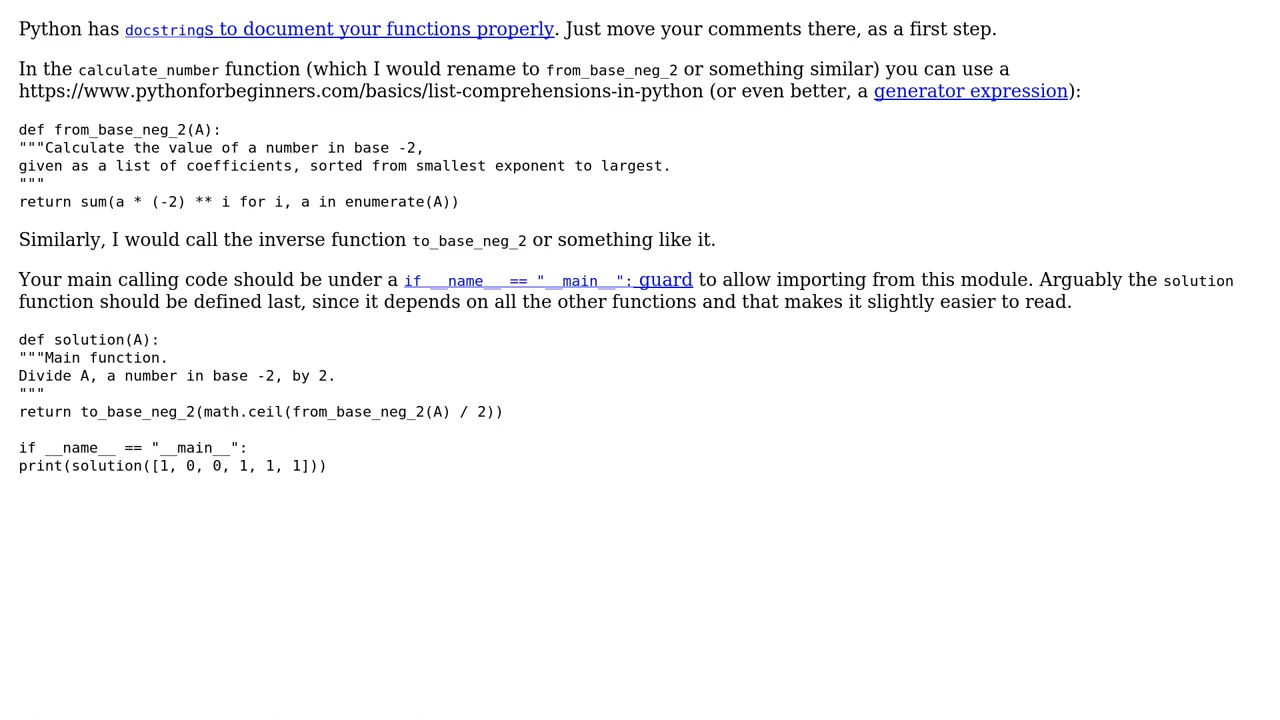 Python has docstrings to document your functions properly. Just move your comments there, as a first step.
In the calculate_number function (which I would rename to from_base_neg_2 or something similar) you can use a
https://www.pythonforbeginners.com/basics/list-comprehensions-in-python (or even better, a generator expression):
def from_base_neg_2(A):
"""Calculate the value of a number in base -2,
given as a list of coefficients, sorted from smallest exponent to largest.
"""
return sum(a * (-2) ** i for i, a in enumerate(A))
Similarly, I would call the inverse function to_base_neg_2 or something like it.
Your main calling code should be under a if __name__ == "__main__": guard to allow importing from this module. Arguably the solution
function should be defined last, since it depends on all the other functions and that makes it slightly easier to read.
def solution(A):
"""Main function.
Divide A, a number in base -2, by 2.
"""
return to_base_neg_2(math.ceil(from_base_neg_2(A) / 2))
if __name__ == "__main__":
print(solution([1, 0, 0, 1, 1, 1]))